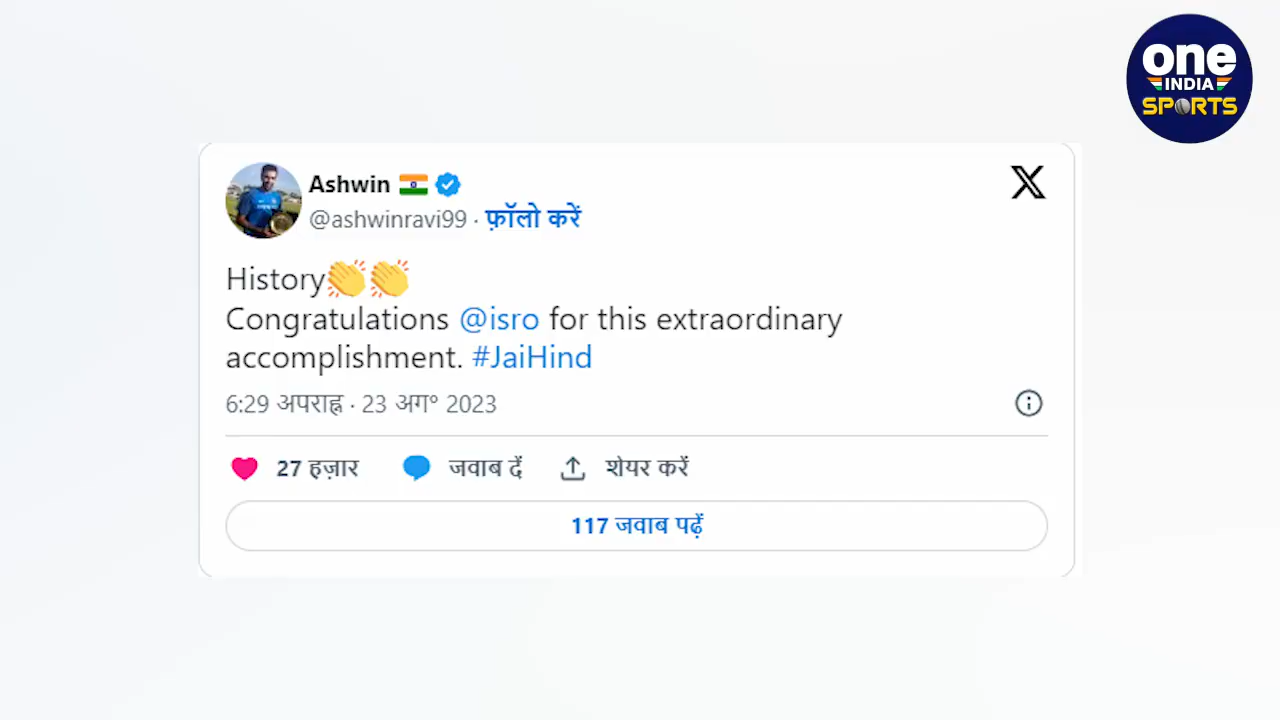 one
INDIA
SPORTS
Ashwin
@ashwinravi99 · फ़ॉलो करें
History👏👏
Congratulations @isro for this extraordinary
accomplishment. #JaiHind
6:29 अपराह्न · 23 अग॰ 2023
27 हज़ार जवाब दें शेयर करें
117 जवाब पढ़ें